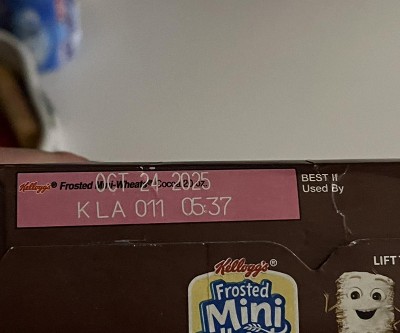 OCT 24 2025
Kellogg's® Frosted Mini-Wheats® Cocoa
KLA 011 05:37
BEST If
Used By
Kellogg's®
Frosted
Mini
LIFT